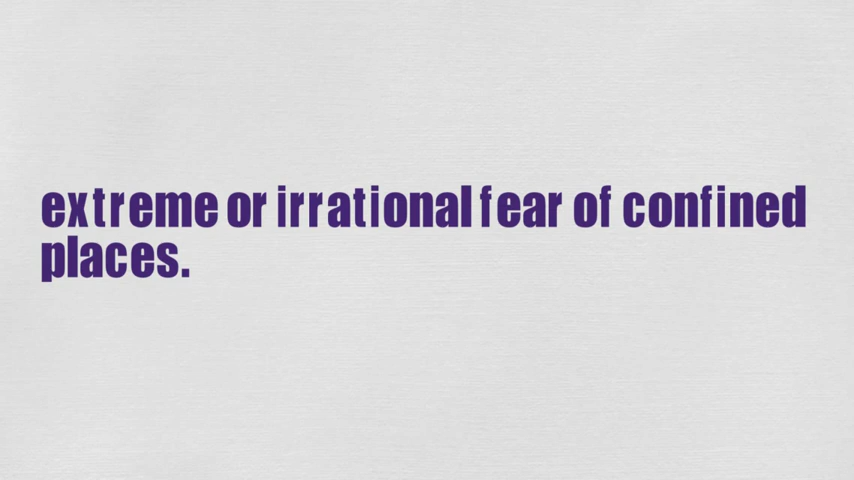 extreme or irrational fear of confined
places.